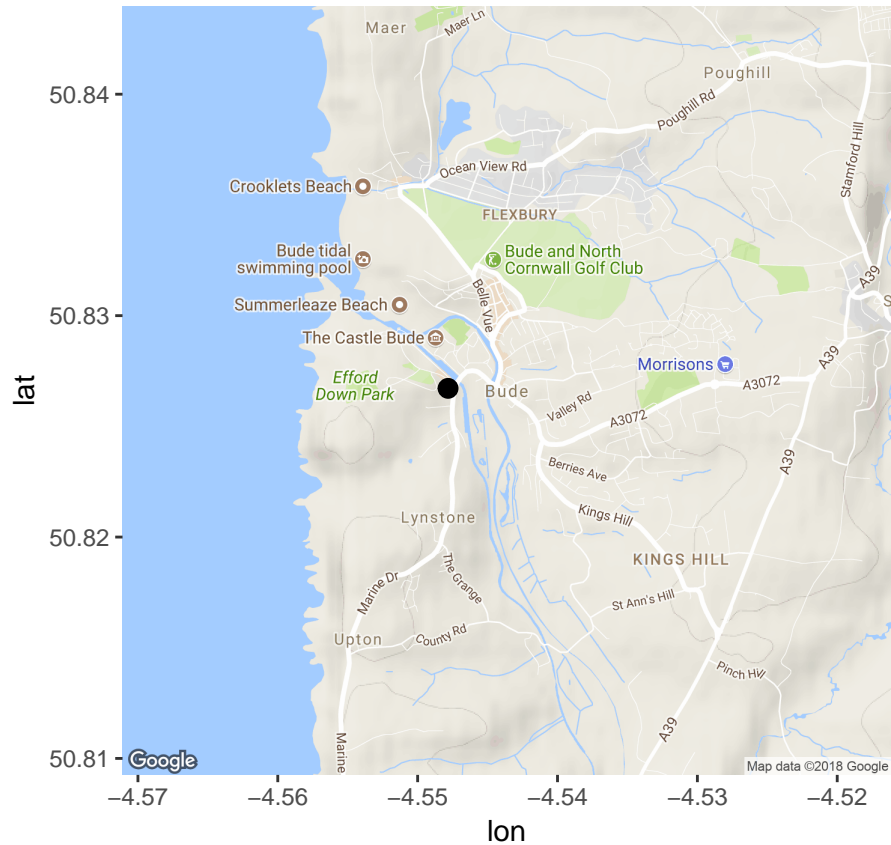 Maer
Maer Ln
Poughill
50.84
Poughill Rd
Stamford Hill
Ocean View Rd
Crooklets Beach
FLEXBURY
Bude tidal
swimming pool
Bude and North
Cornwall Golf Club
A39
Belle Vue
Summerleaze Beach
50.83
S
The Castle Bude
A39
Morrisons
Efford
Down Park
Bude
A3072
Valley Rd
A3072
lat
A39
Berries Ave
Lynstone
Kings Hill
50.82
KINGS HILL
The Grange
Marine Dr
St Ann's Hill
Upton
County Rd
Pinch Hill
A39
Marine
50.81
Google
Map data ©2018 Google
−4.57
−4.56
−4.55
−4.54
−4.53
−4.52
lon